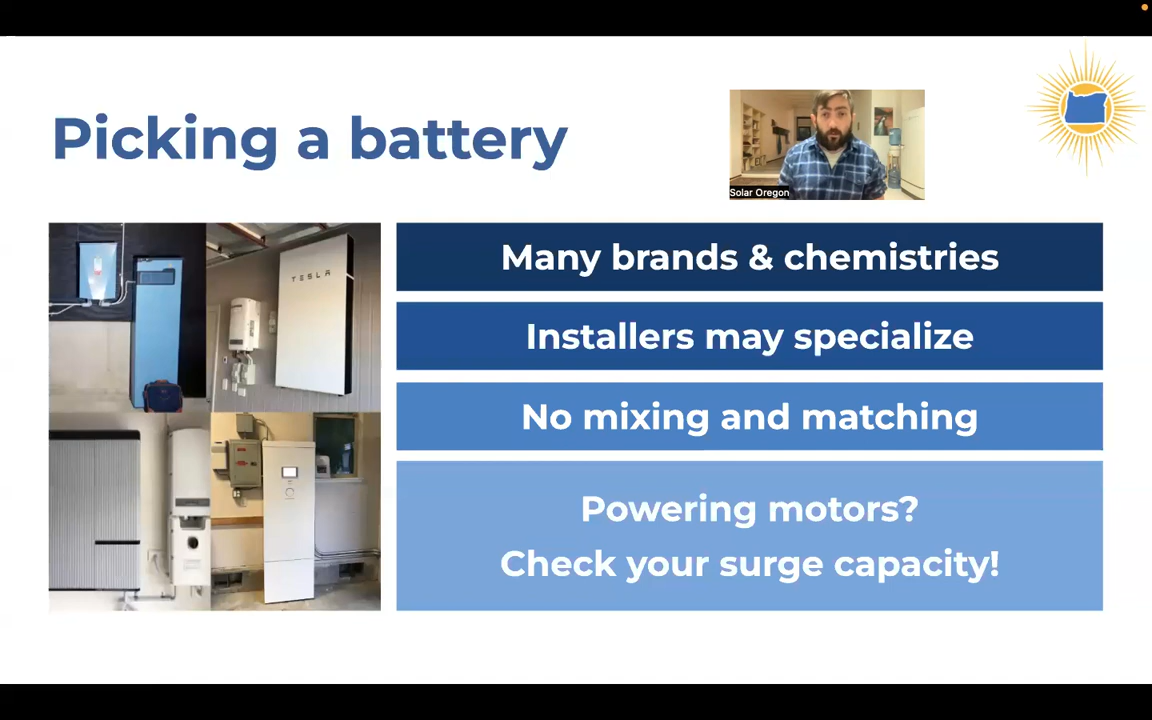 Picking a battery
Solar Oregon
TESLA
Many brands & chemistries
Installers may specialize
No mixing and matching
Powering motors?
Check your surge capacity!